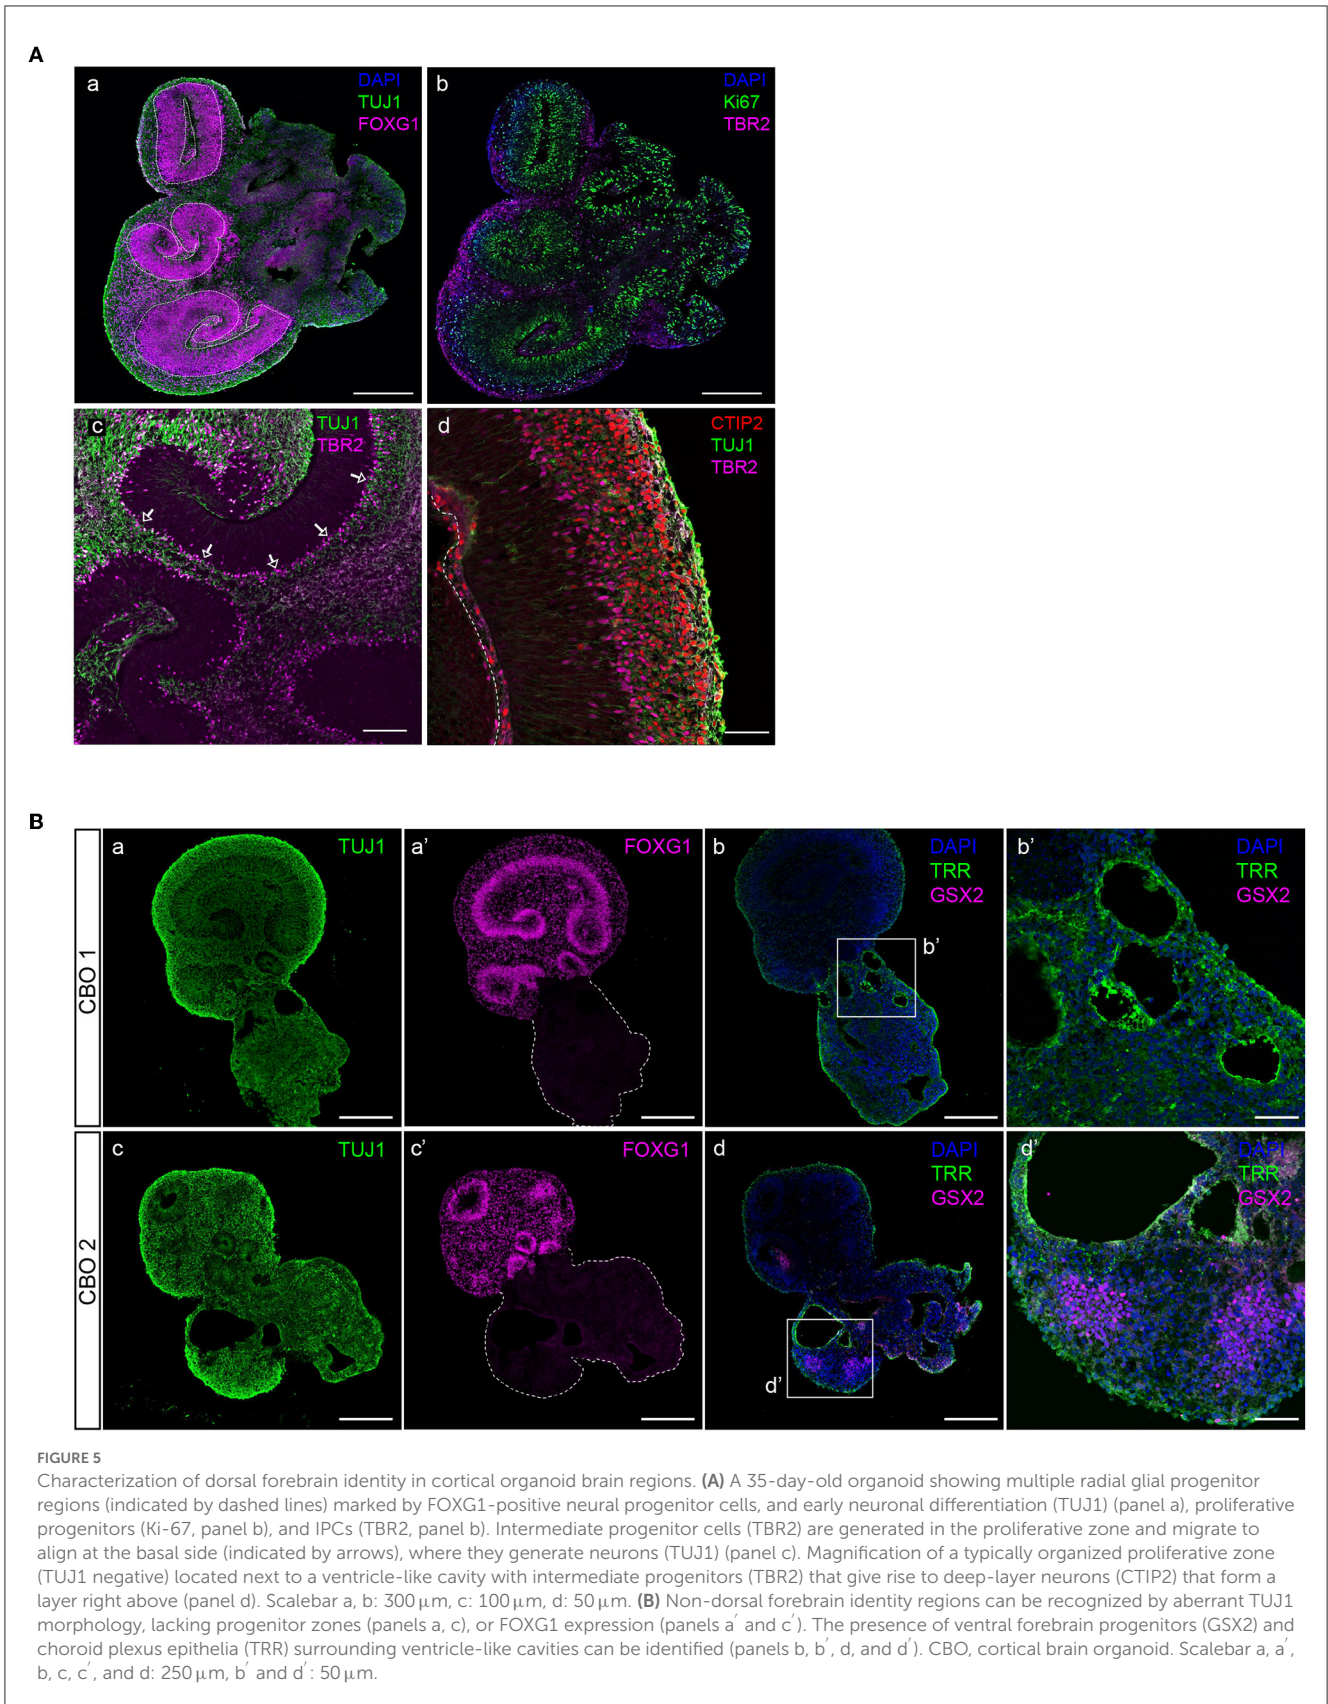 A
a
DAPI
TUJ1
FOXG1
b
DAPI
Ki67
TBR2
c
TUJ1
TBR2
d
CTIP2
TUJ1
TBR2
B
CBO 1
a
TUJ1
a'
FOXG1
b
DAPI
TRR
GSX2
b'
b'
DAPI
TRR
GSX2
CBO 2
c
TUJ1
c'
FOXG1
d
DAPI
TRR
GSX2
d'
d'
DAPI
TRR
GSX2
FIGURE 5
Characterization of dorsal forebrain identity in cortical organoid brain regions. (A) A 35-day-old organoid showing multiple radial glial progenitor
regions (indicated by dashed lines) marked by FOXG1-positive neural progenitor cells, and early neuronal differentiation (TUJ1) (panel a), proliferative
progenitors (Ki-67, panel b), and IPCs (TBR2, panel b). Intermediate progenitor cells (TBR2) are generated in the proliferative zone and migrate to
align at the basal side (indicated by arrows), where they generate neurons (TUJ1) (panel c). Magnification of a typically organized proliferative zone
(TUJ1 negative) located next to a ventricle-like cavity with intermediate progenitors (TBR2) that give rise to deep-layer neurons (CTIP2) that form a
layer right above (panel d). Scalebar a, b: 300 μm, c: 100 μm, d: 50 μm. (B) Non-dorsal forebrain identity regions can be recognized by aberrant TUJ1
morphology, lacking progenitor zones (panels a, c), or FOXG1 expression (panels a′ and c′). The presence of ventral forebrain progenitors (GSX2) and
choroid plexus epithelia (TRR) surrounding ventricle-like cavities can be identified (panels b, b′, d, and d′). CBO, cortical brain organoid. Scalebar a, a′,
b, c, c′, and d: 250 μm, b′ and d′: 50 μm.